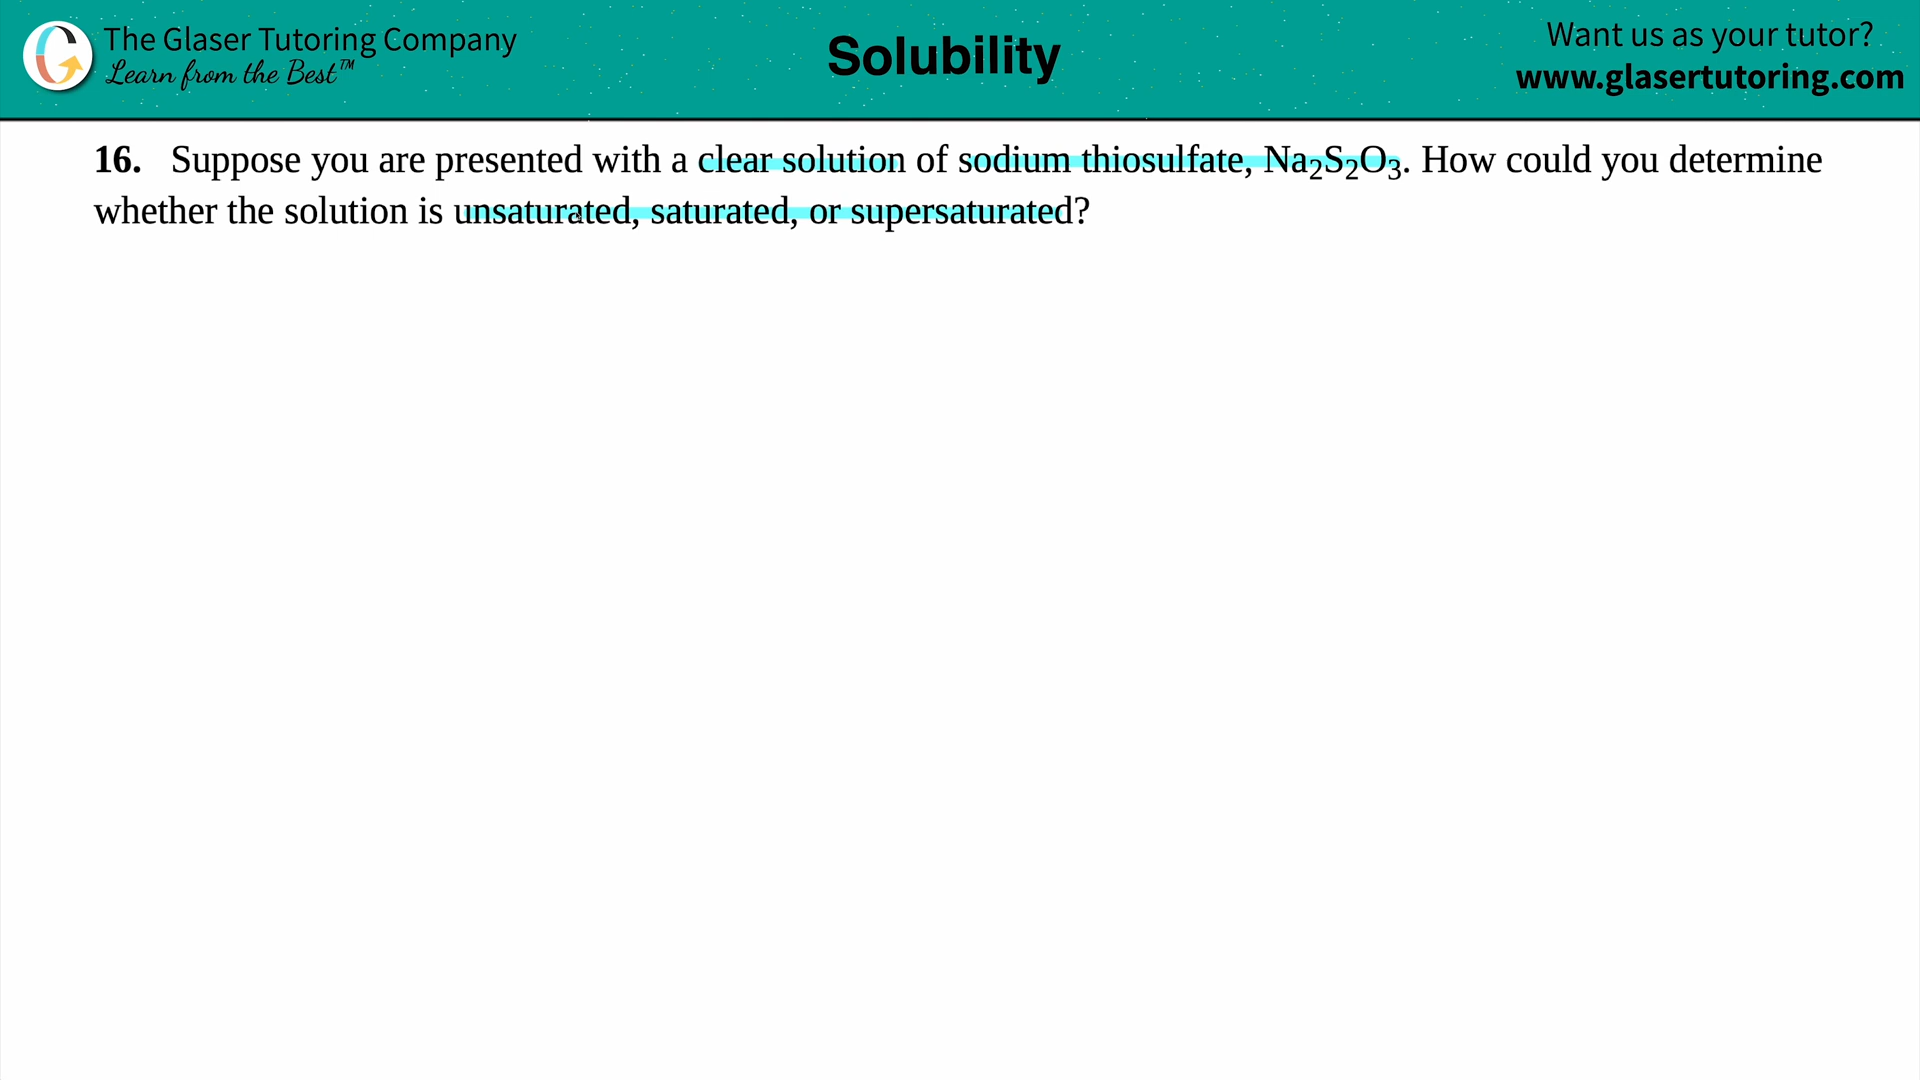 The Glaser Tutoring Company
Learn from the Best™
Solubility
Want us as your tutor?
www.glasertutoring.com
16. Suppose you are presented with a clear solution of sodium thiosulfate, Na₂S₂O₃. How could you determine
whether the solution is unsaturated, saturated, or supersaturated?